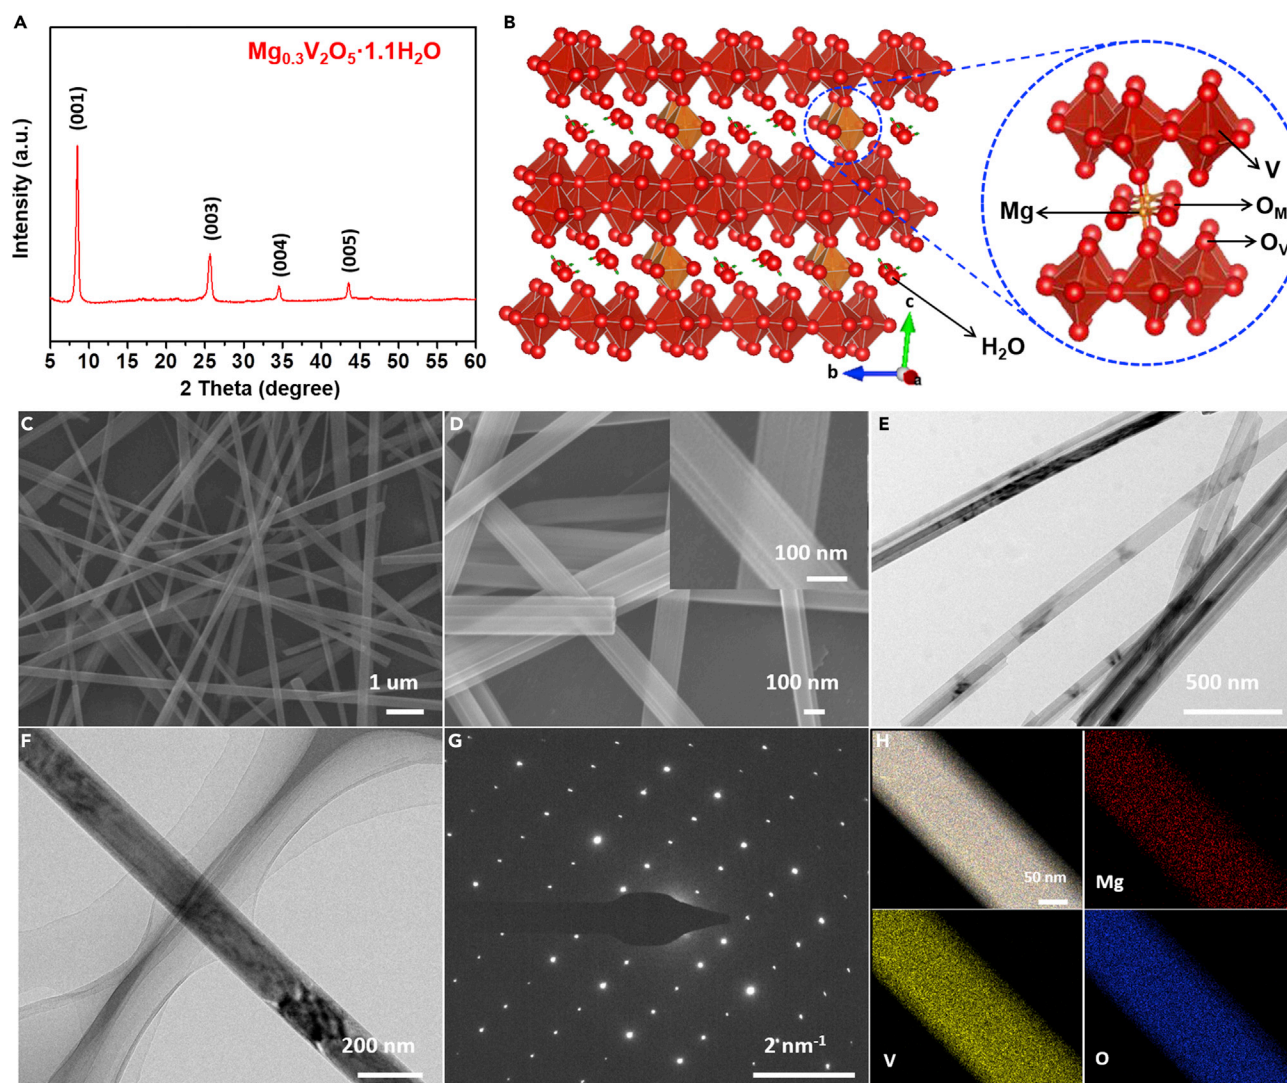 A
Mg0.3V2O5·1.1H2O
(001)
(003)
(004)
(005)
Intensity (a.u.)
5 10 15 20 25 30 35 40 45 50 55 60
2 Theta (degree)
B
V
Mg
OM
OV
H2O
c
b
a
C
1 um
D
100 nm
100 nm
E
500 nm
F
200 nm
G
2 nm-1
H
50 nm
Mg
V
O